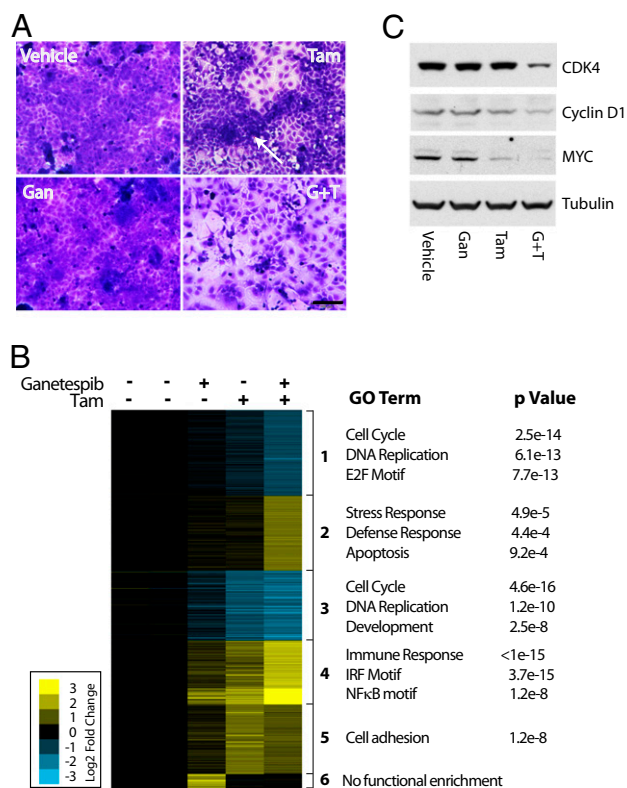 A
Vehicle
Tam
Gan
G+T
C
CDK4
Cyclin D1
MYC
Tubulin
Vehicle
Gan
Tam
G+T
B
Ganetespib - - + - +
Tam - - - + +
GO Term p Value
1
Cell Cycle 2.5e-14
DNA Replication 6.1e-13
E2F Motif 7.7e-13
2
Stress Response 4.9e-5
Defense Response 4.4e-4
Apoptosis 9.2e-4
3
Cell Cycle 4.6e-16
DNA Replication 1.2e-10
Development 2.5e-8
4
Immune Response <1e-15
IRF Motif 3.7e-15
NFκB motif 1.2e-8
5
Cell adhesion 1.2e-8
6
No functional enrichment
3
2
1
0
-1
-2
-3
Log2 Fold Change